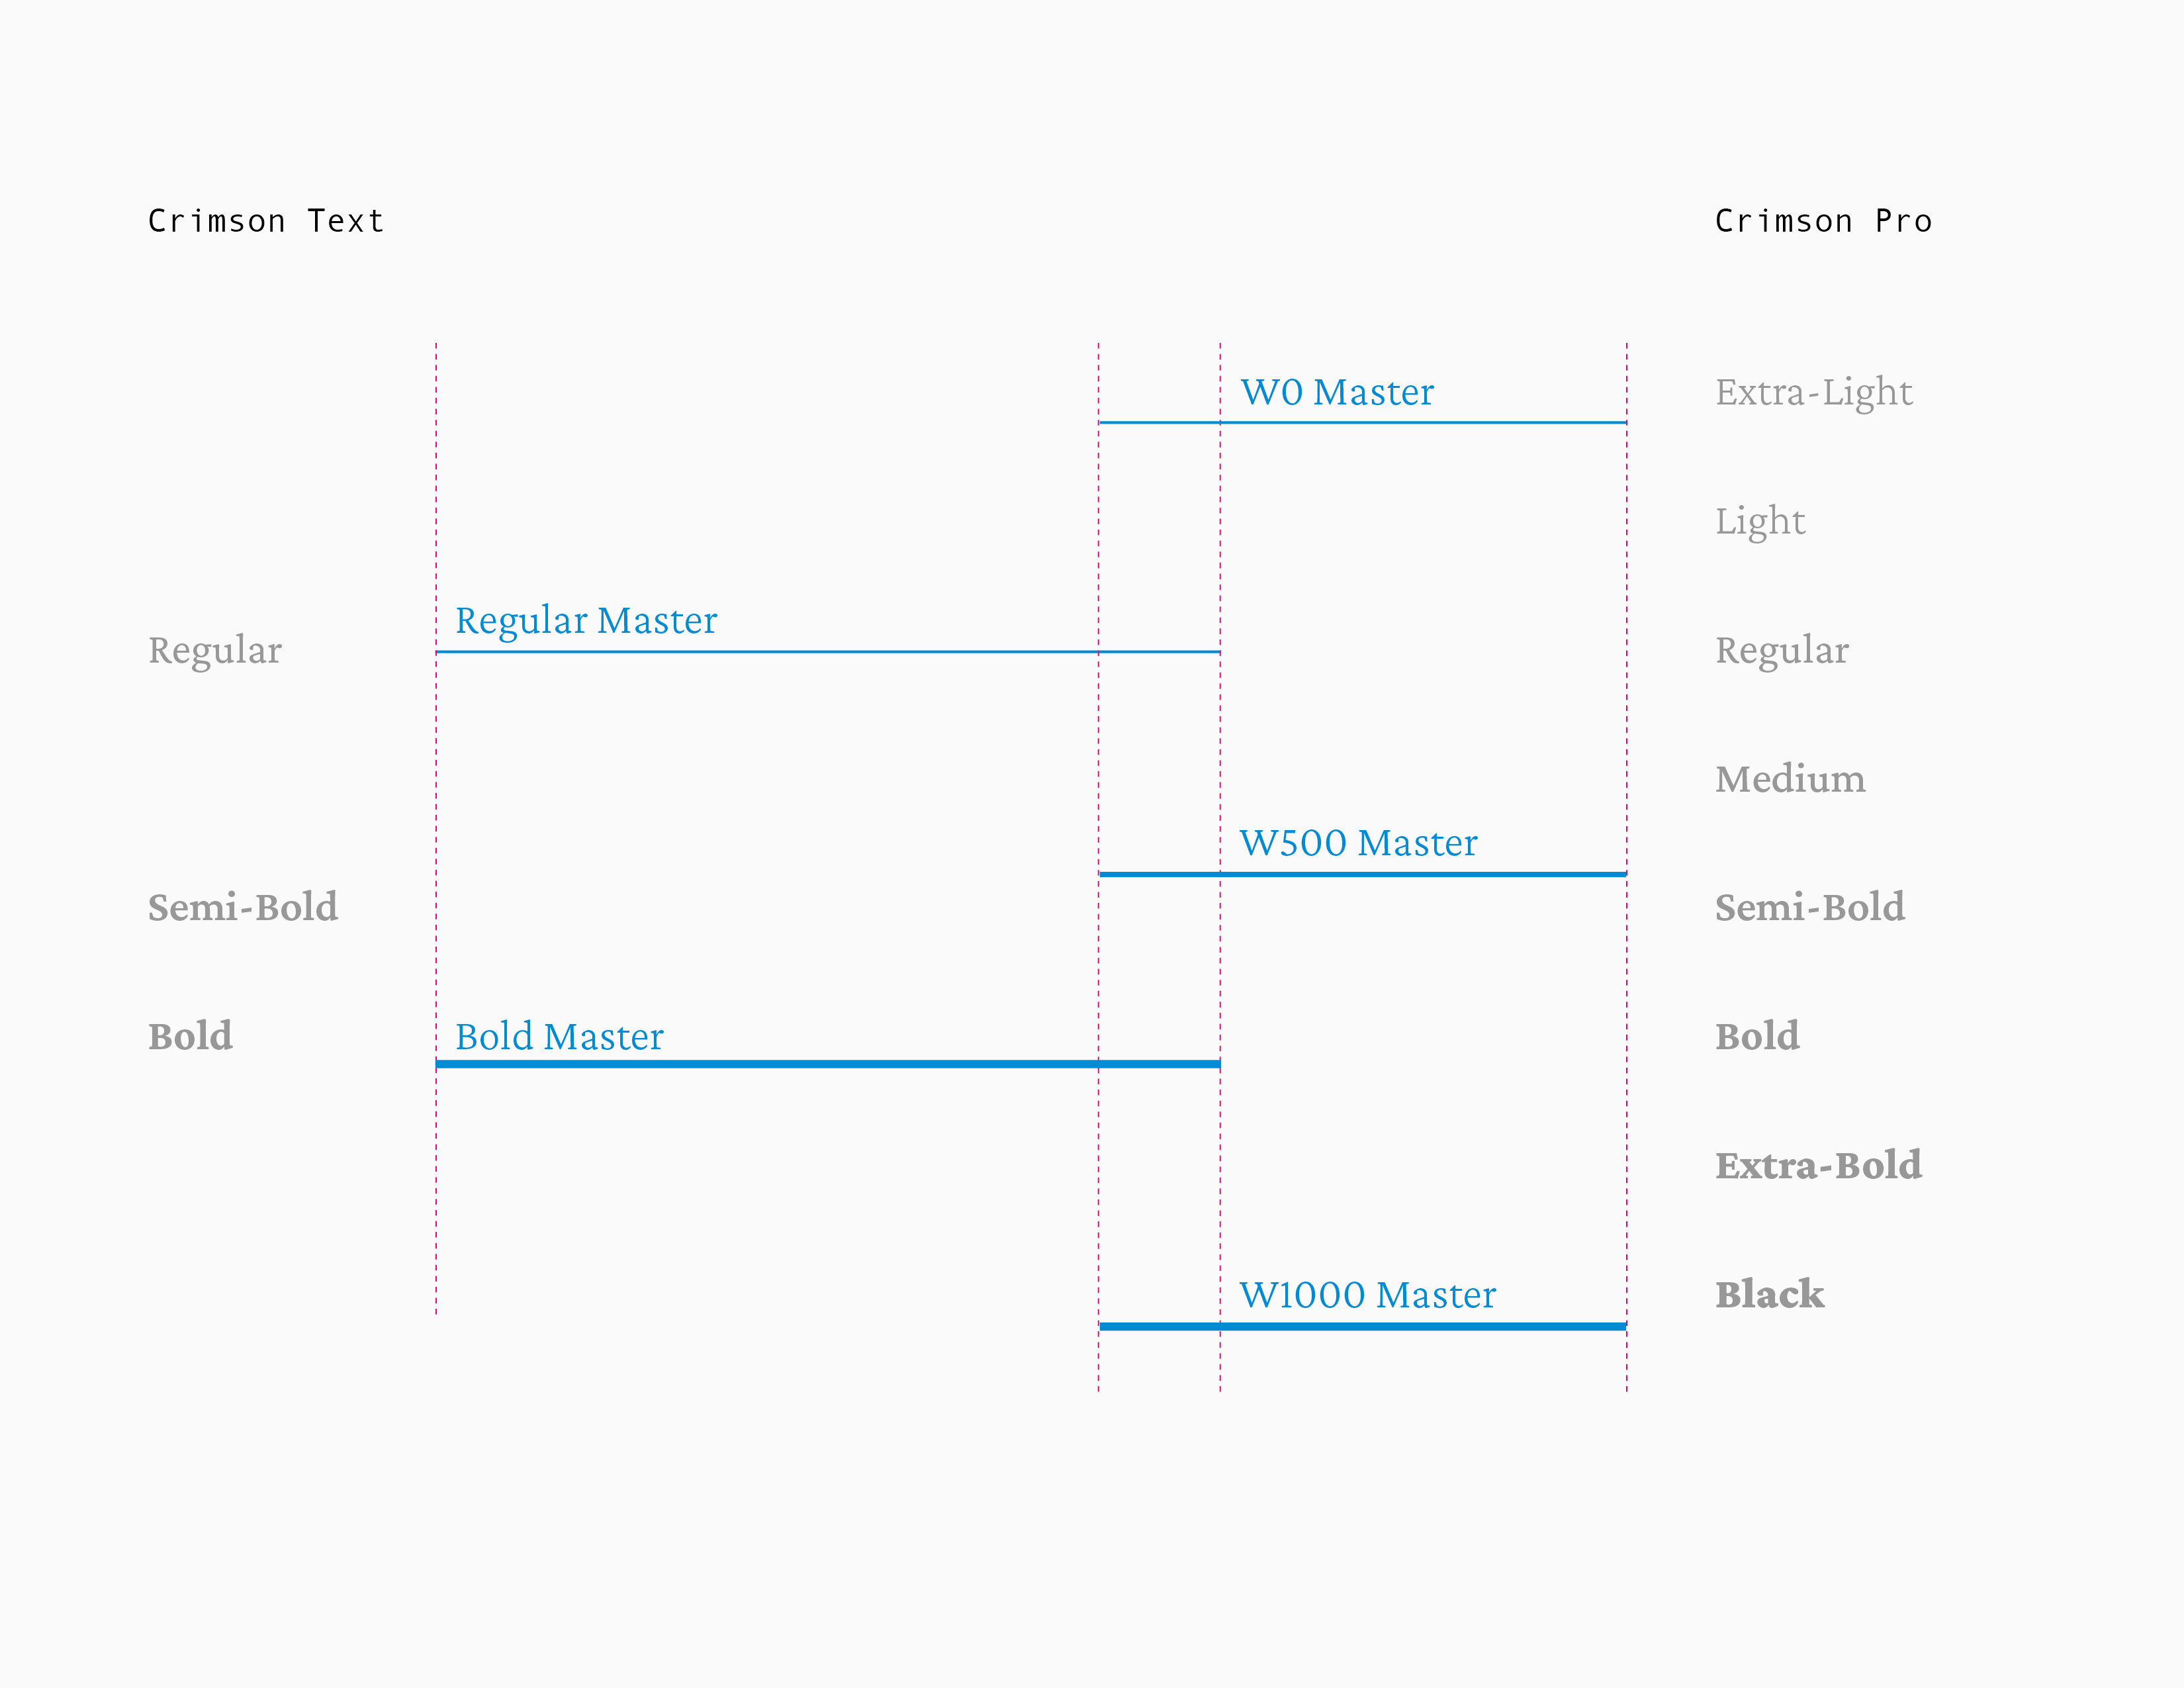 Crimson Text
Crimson Pro
W0 Master
Extra-Light
Light
Regular
Regular Master
Regular
Medium
W500 Master
Semi-Bold
Semi-Bold
Bold
Bold Master
Bold
Extra-Bold
W1000 Master
Black